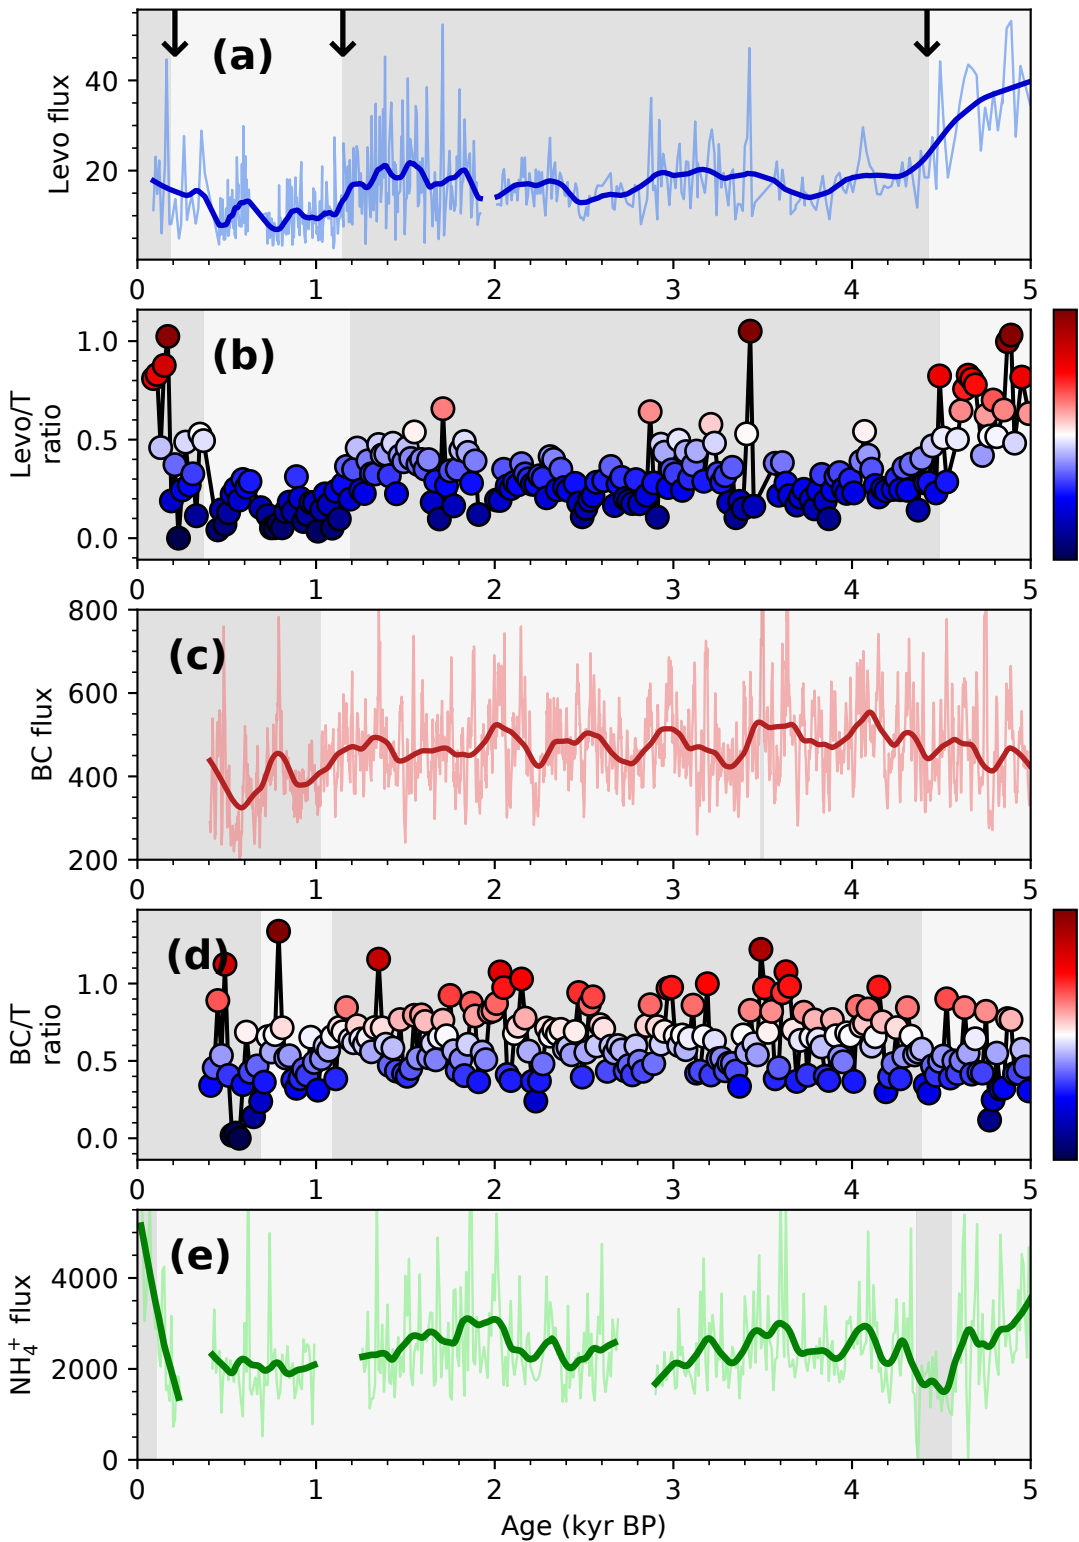 (a)
Levo flux
40
20
0 1 2 3 4 5
(b)
Levo/T
ratio
1.0
0.5
0.0
0 1 2 3 4 5
(c)
BC flux
800
600
400
200
0 1 2 3 4 5
(d)
BC/T
ratio
1.0
0.5
0.0
0 1 2 3 4 5
(e)
NH₄⁺ flux
4000
2000
0
0 1 2 3 4 5
Age (kyr BP)